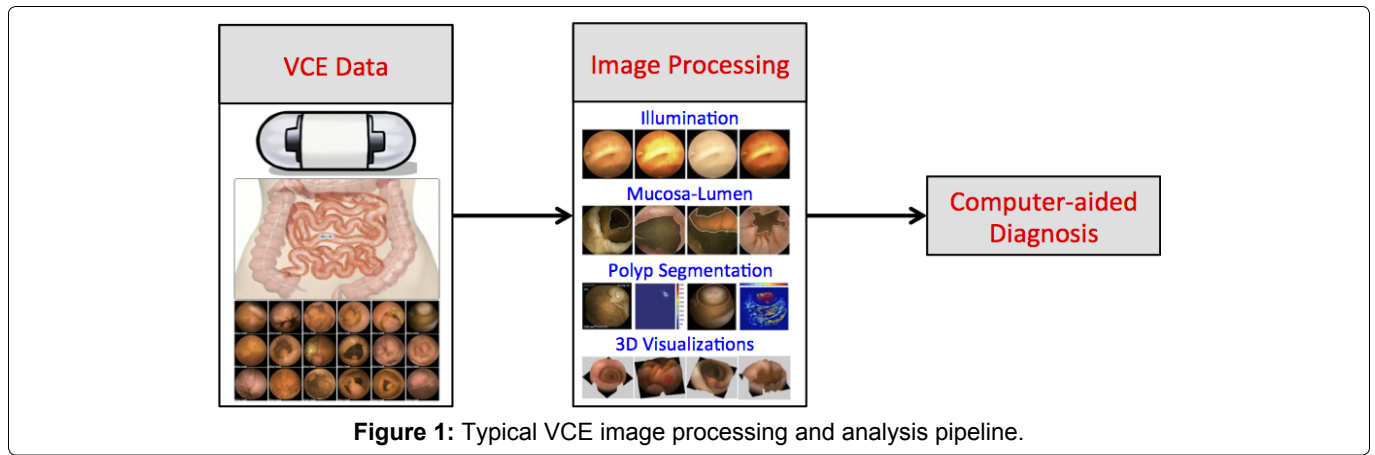 VCE Data
Image Processing
Illumination
Mucosa-Lumen
Polyp Segmentation
3D Visualizations
Computer-aided
Diagnosis
Figure 1: Typical VCE image processing and analysis pipeline.